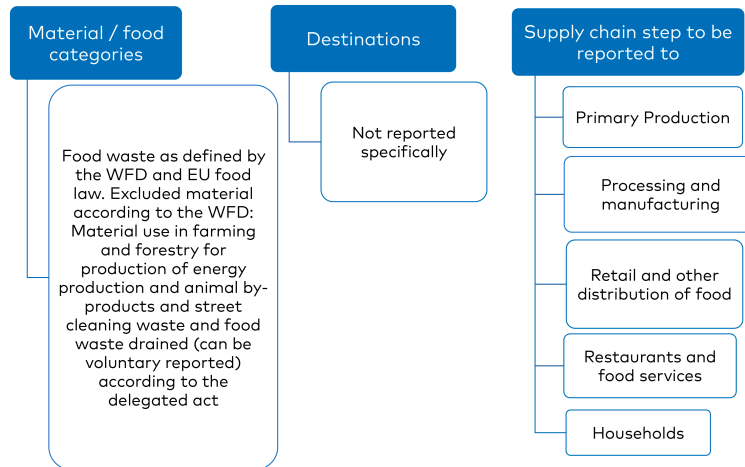 Material / food
categories
Food waste as defined by
the WFD and EU food
law. Excluded material
according to the WFD:
Material use in farming
and forestry for
production of energy
production and animal by-
products and street
cleaning waste and food
waste drained (can be
voluntary reported)
according to the
delegated act
Destinations
Not reported
specifically
Supply chain step to be
reported to
Primary Production
Processing and
manufacturing
Retail and other
distribution of food
Restaurants and
food services
Households